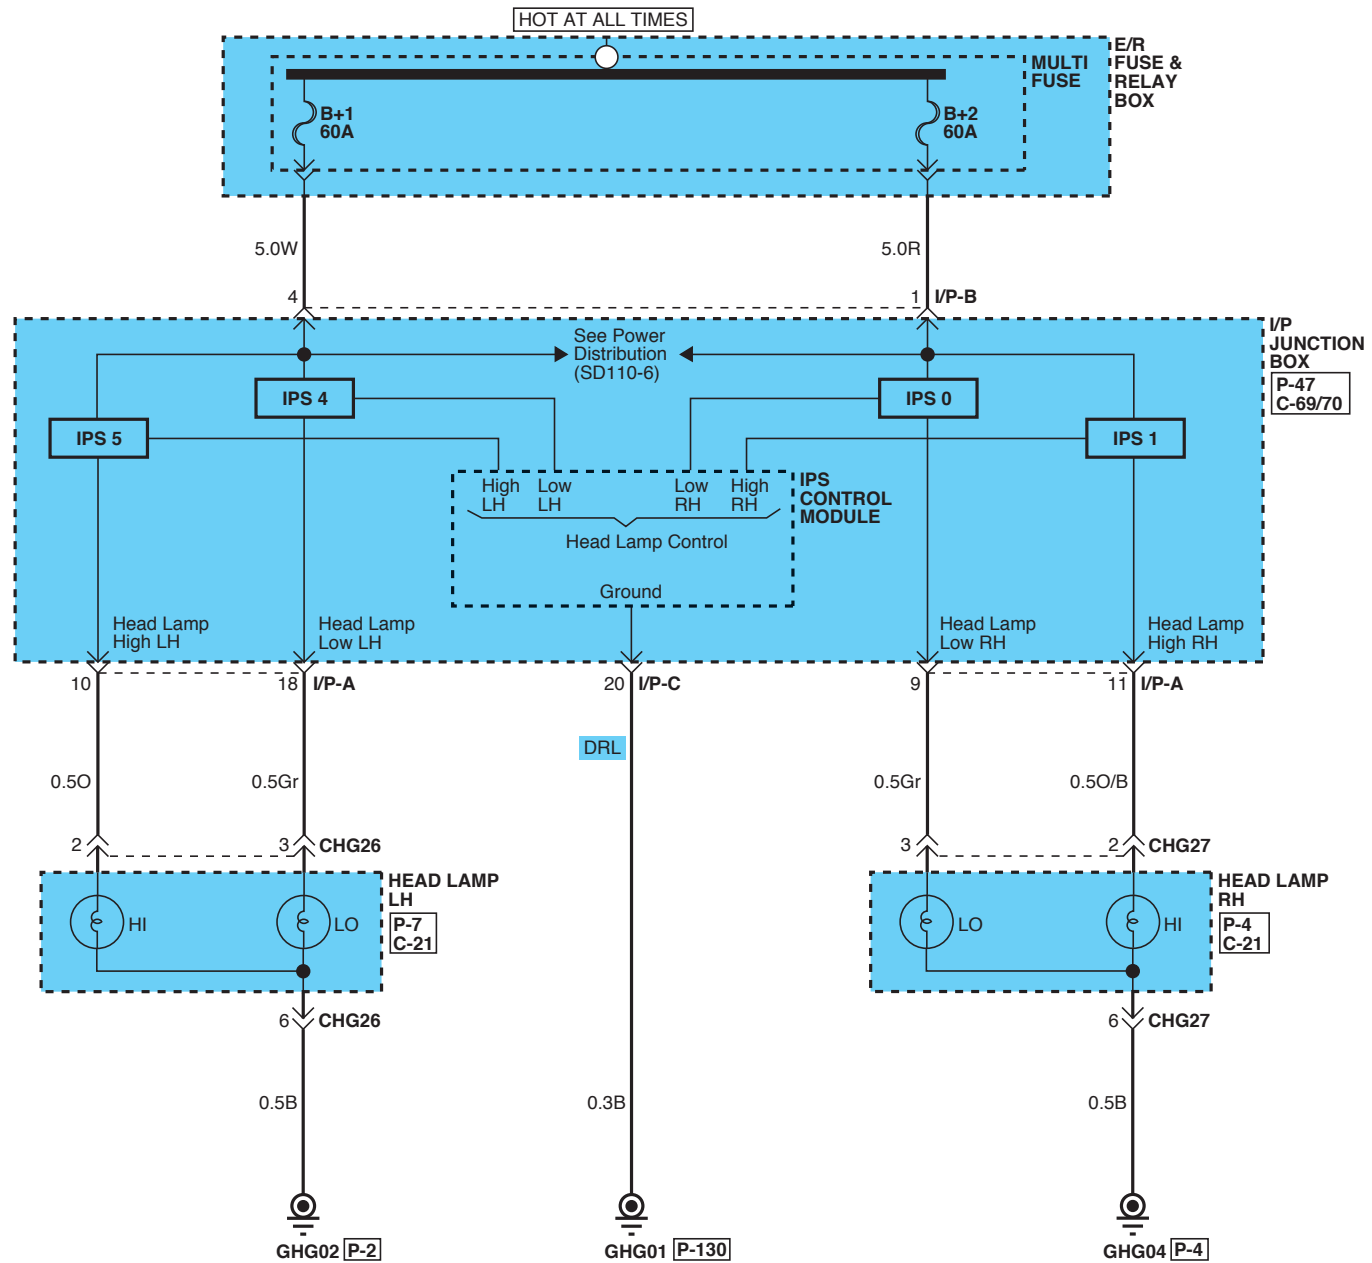 HOT AT ALL TIMES
E/R
FUSE &
RELAY
BOX
MULTI
FUSE
B+1
60A
B+2
60A
5.0W
5.0R
4
1
I/P-B
I/P
JUNCTION
BOX
P-47
C-69/70
See Power
Distribution
(SD110-6)
IPS 4
IPS 0
IPS 5
IPS 1
High
LH
Low
LH
Low
RH
High
RH
IPS
CONTROL
MODULE
Head Lamp Control
Ground
Head Lamp
High LH
Head Lamp
Low LH
Head Lamp
Low RH
Head Lamp
High RH
10
18
I/P-A
20
I/P-C
9
11
I/P-A
DRL
0.5O
0.5Gr
0.5Gr
0.5O/B
2
3
CHG26
3
2
CHG27
HEAD LAMP
LH
P-7
C-21
HI
LO
HEAD LAMP
RH
P-4
C-21
LO
HI
6
CHG26
6
CHG27
0.5B
0.3B
0.5B
GHG02 P-2
GHG01 P-130
GHG04 P-4